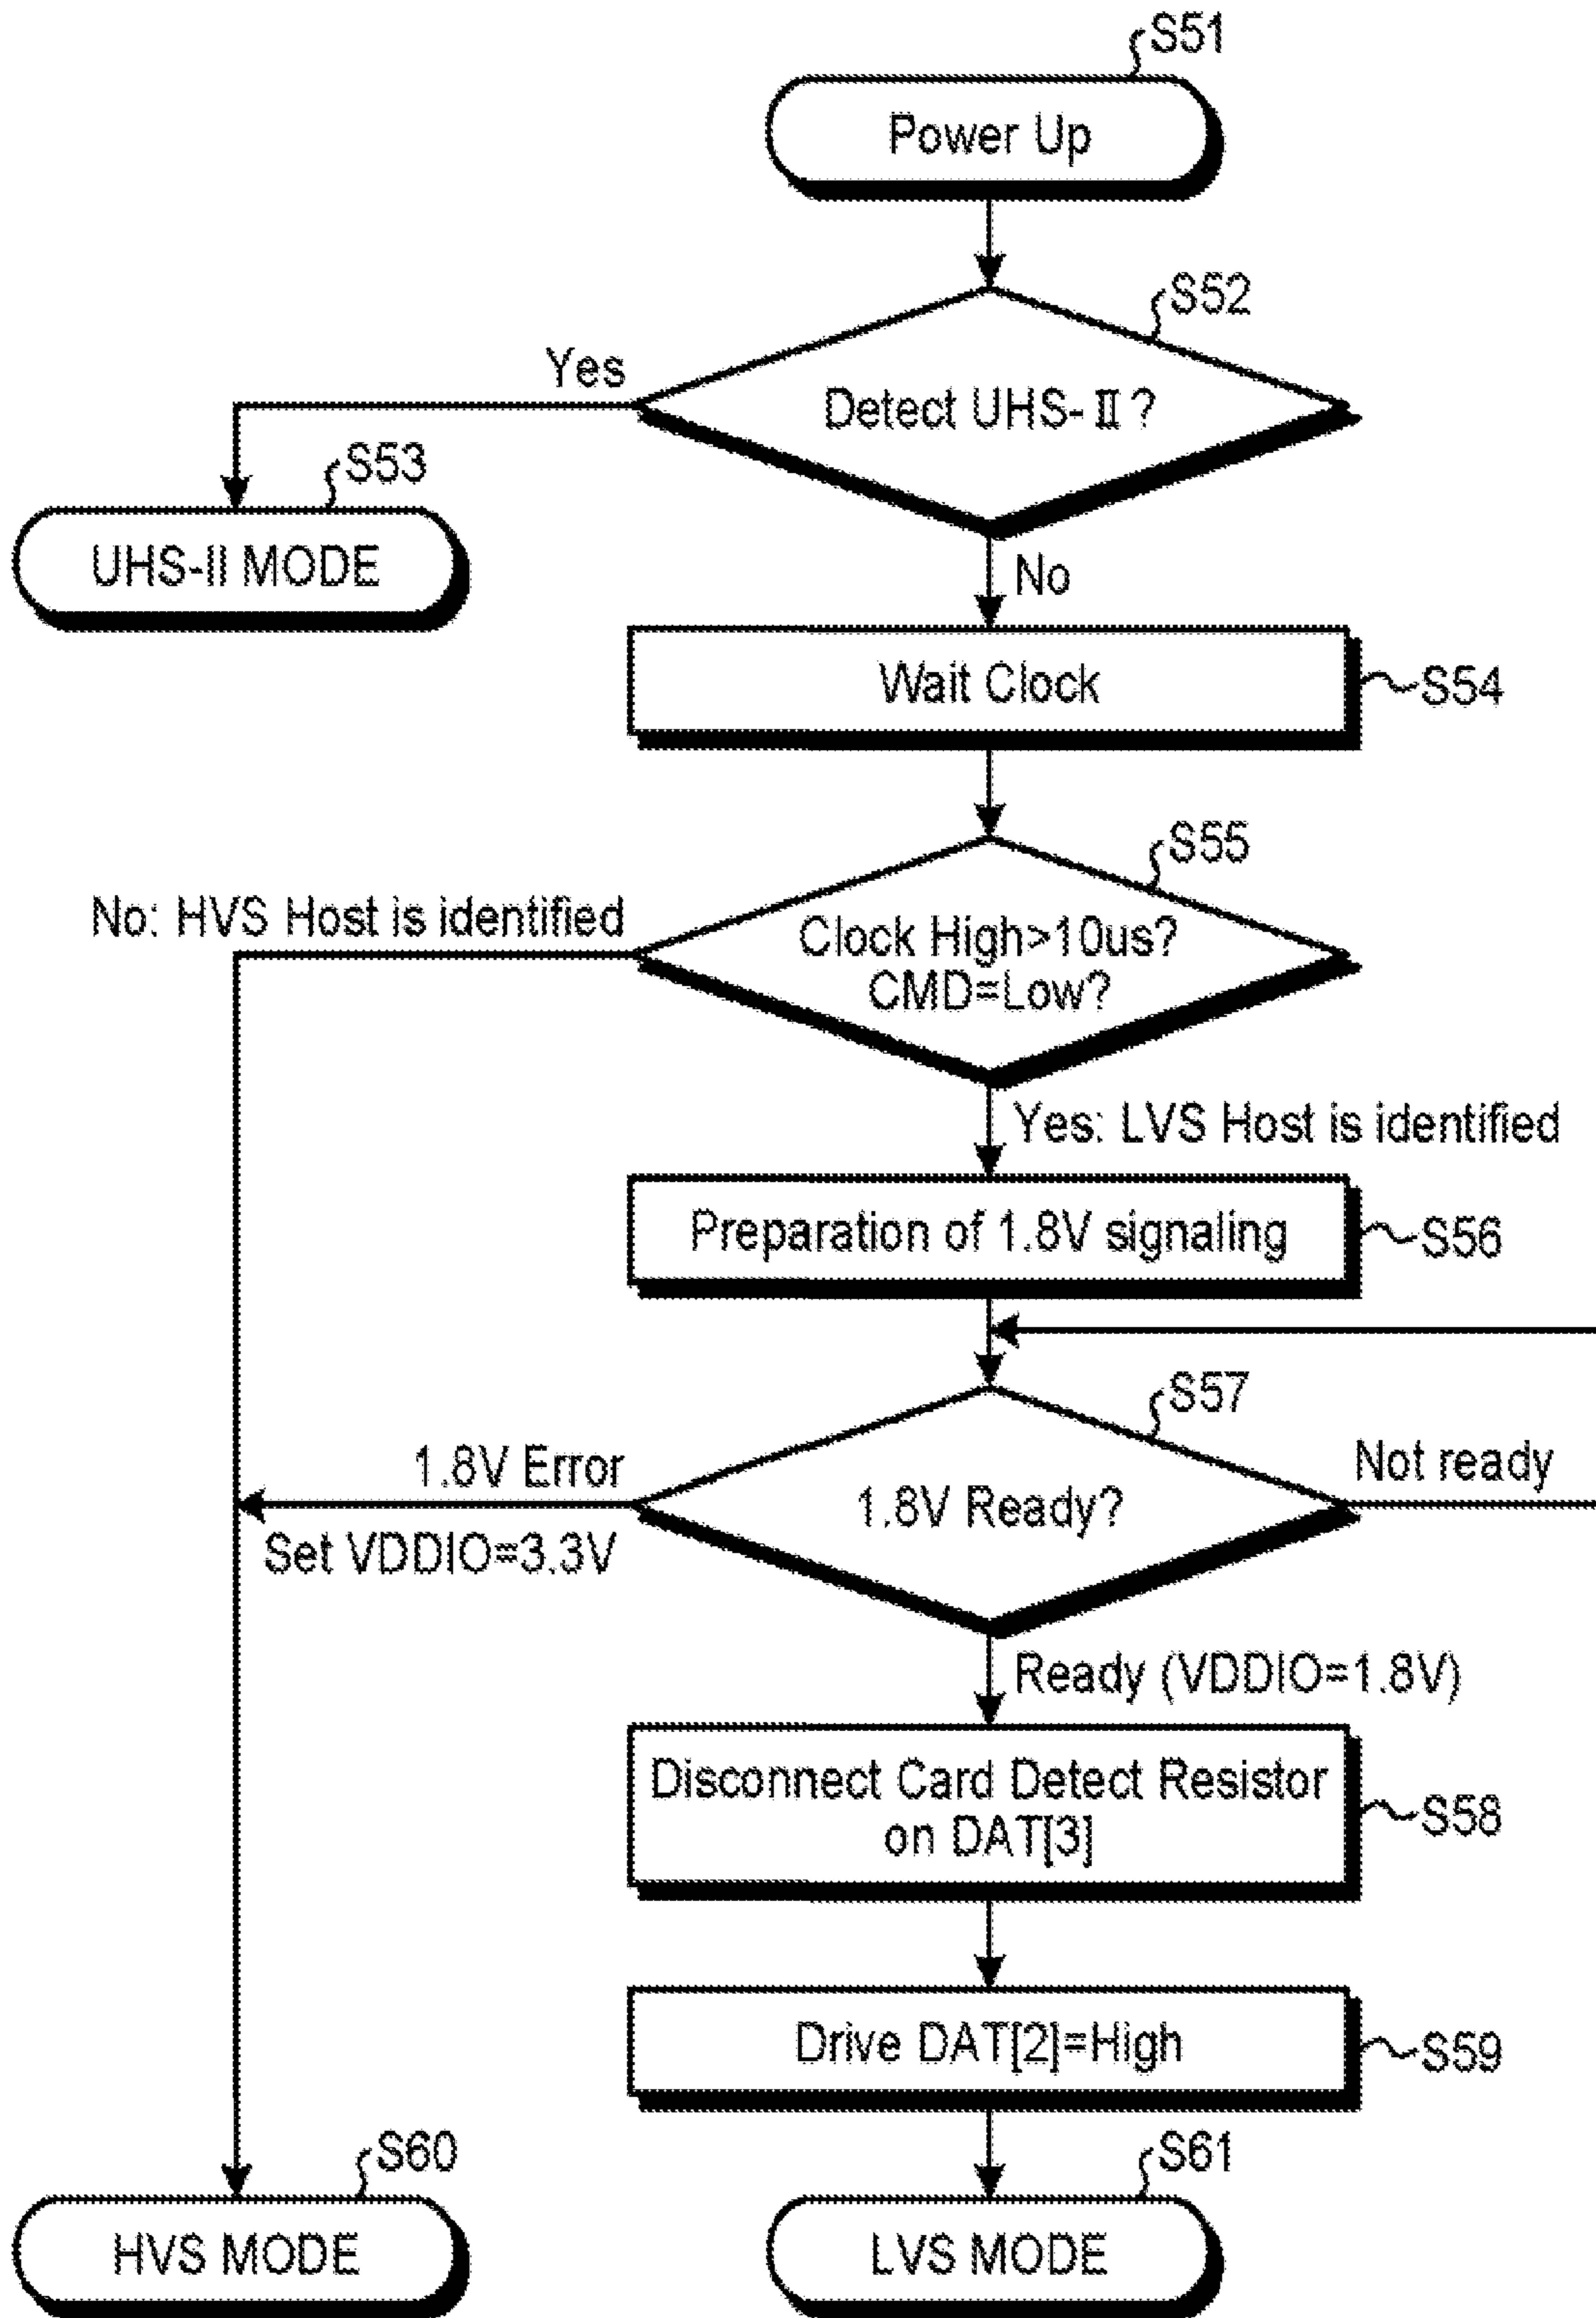 S51
Power Up
S52
Yes
Detect UHS-Ⅱ?
S53
UHS-II MODE
No
Wait Clock
S54
S55
No: HVS Host is identified
Clock High>10us?
CMD=Low?
Yes: LVS Host is identified
Preparation of 1.8V signaling
S56
S57
1.8V Error
Not ready
1.8V Ready?
Set VDDIO=3.3V
Ready (VDDIO=1.8V)
Disconnect Card Detect Resistor
on DAT[3]
S58
Drive DAT[2]=High
S59
S60
S61
HVS MODE
LVS MODE